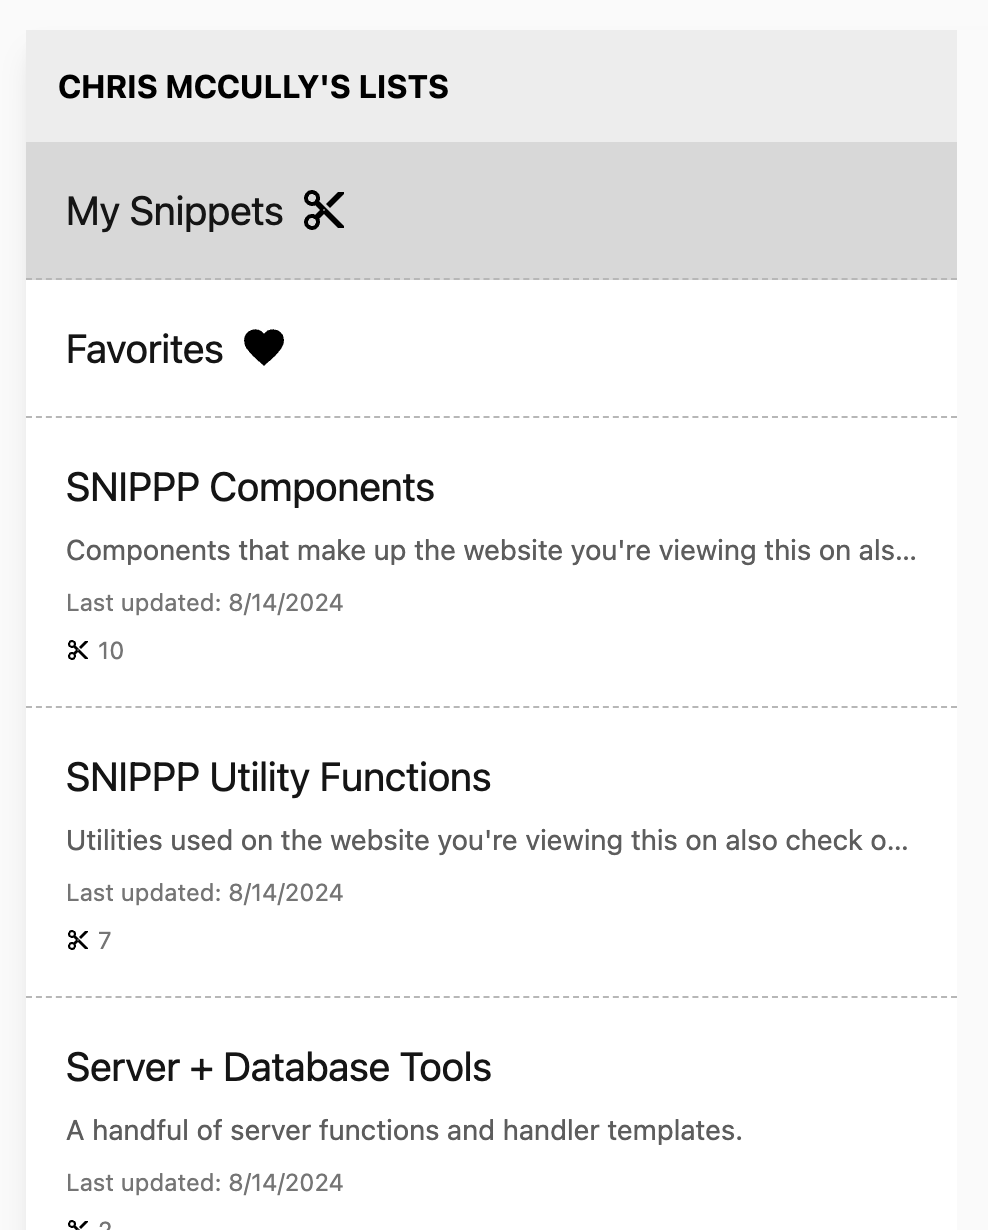 CHRIS MCCULLY'S LISTS
My Snippets
Favorites
SNIPPP Components
Components that make up the website you're viewing this on als...
Last updated: 8/14/2024
10
SNIPPP Utility Functions
Utilities used on the website you're viewing this on also check o...
Last updated: 8/14/2024
7
Server + Database Tools
A handful of server functions and handler templates.
Last updated: 8/14/2024